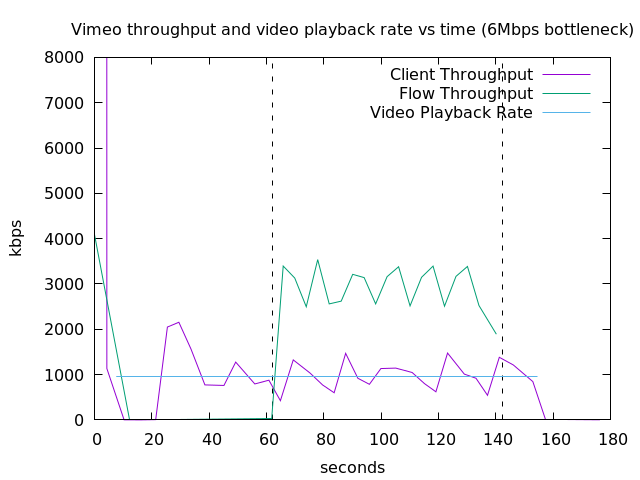 Vimeo throughput and video playback rate vs time (6Mbps bottleneck)
8000
7000
6000
5000
4000
3000
2000
1000
0
kbps
Client Throughput
Flow Throughput
Video Playback Rate
0 20 40 60 80 100 120 140 160 180
seconds